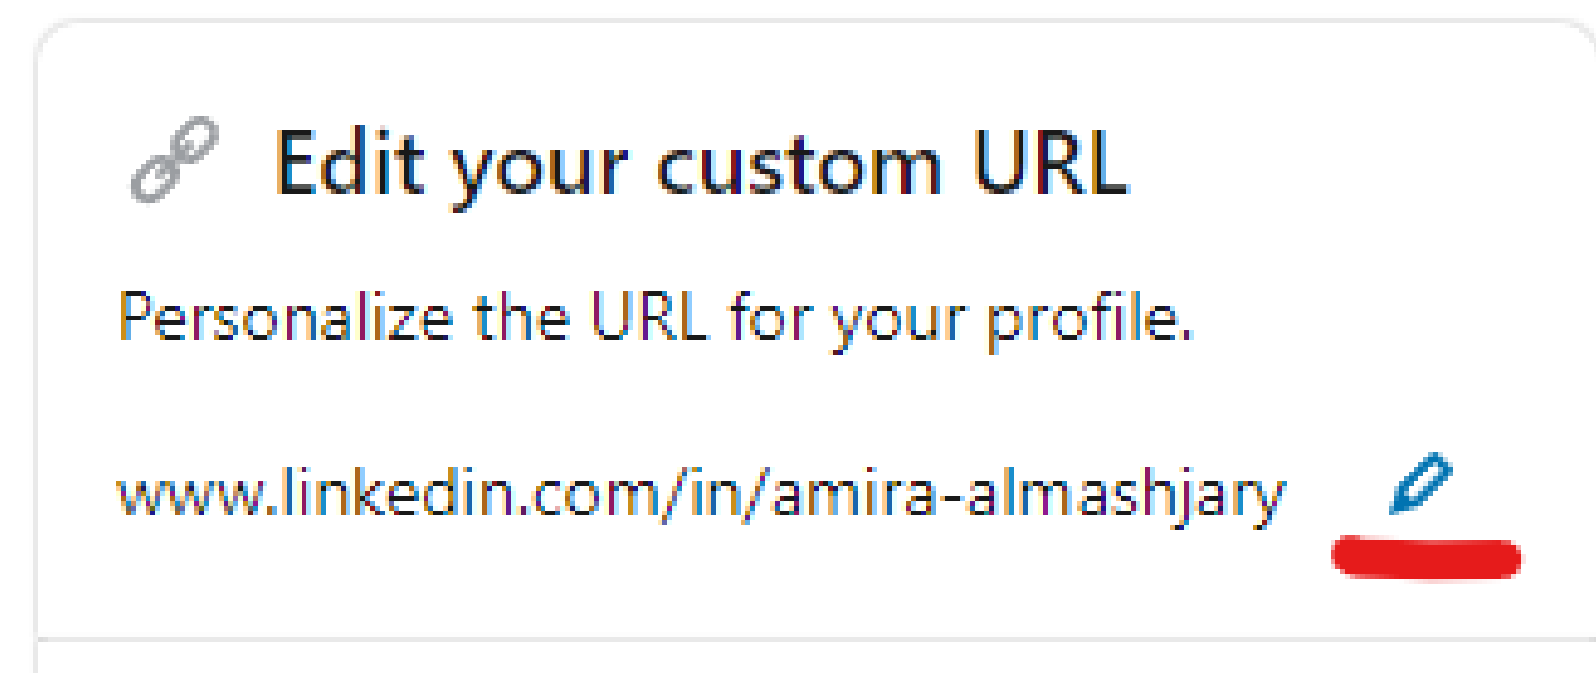 Edit your custom URL
Personalize the URL for your profile.
www.linkedin.com/in/amira-almashjary